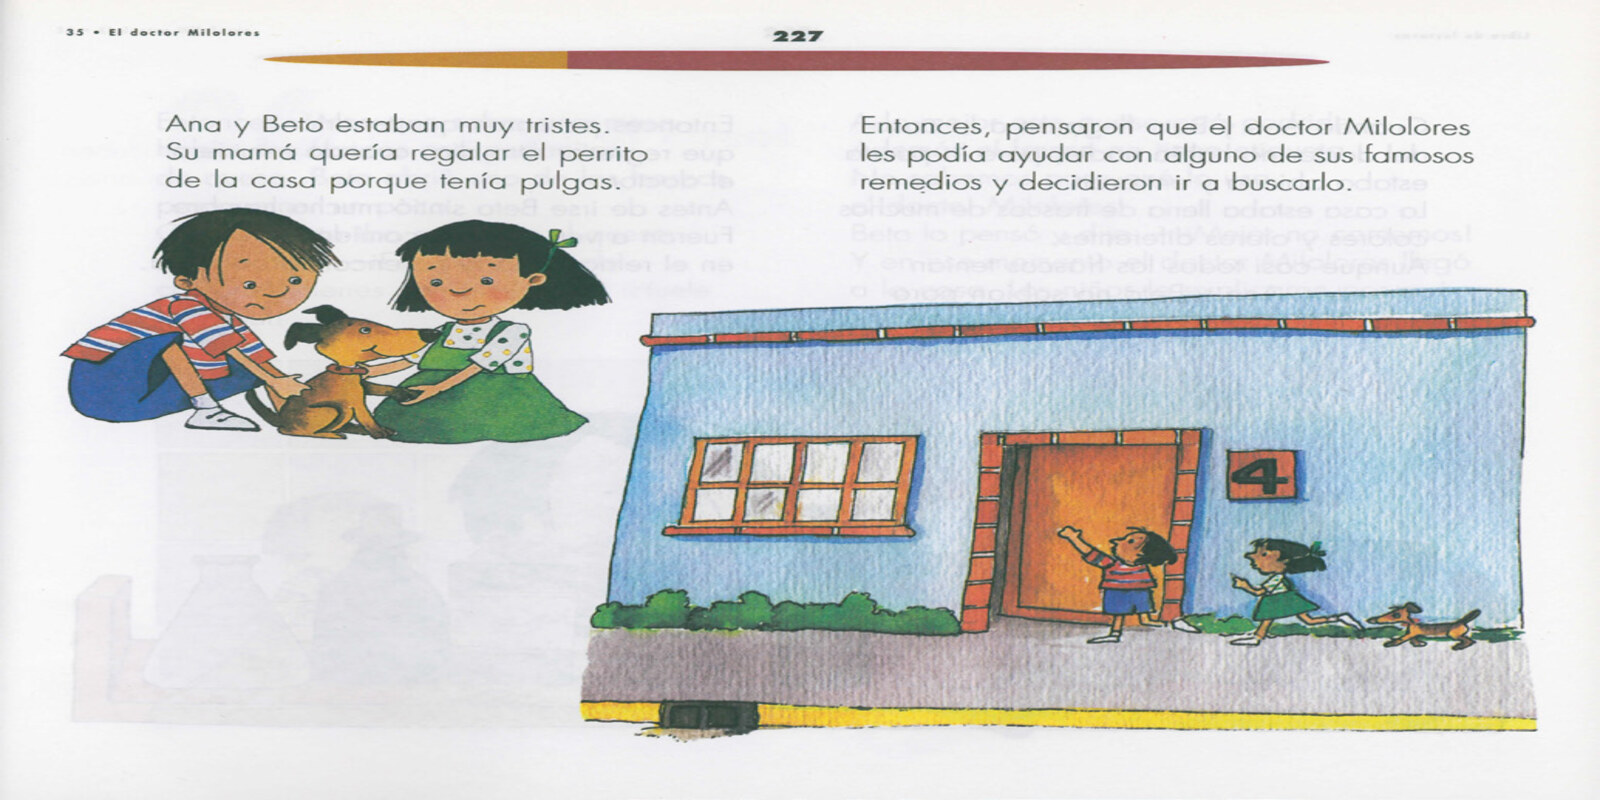 35 • El doctor Milolores
227
Ana y Beto estaban muy tristes.
Su mamá quería regalar el perrito
de la casa porque tenía pulgas.
Entonces, pensaron que el doctor Milolores
les podía ayudar con alguno de sus famosos
remedios y decidieron ir a buscarlo.
4